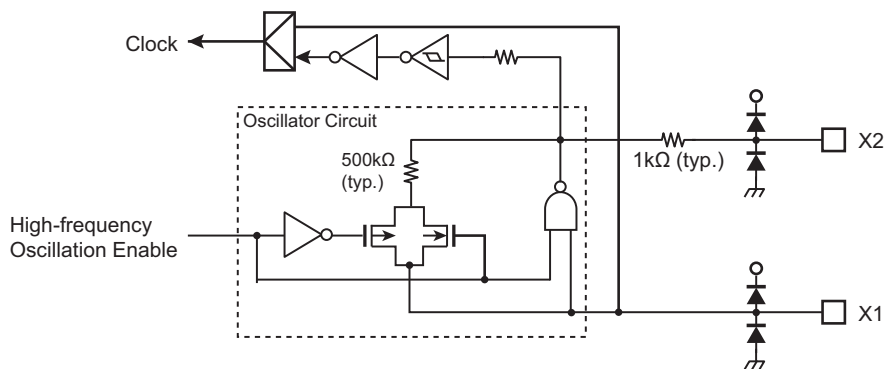 Clock
Oscillator Circuit
500kΩ
(typ.)
1kΩ (typ.)
X2
High-frequency
Oscillation Enable
X1